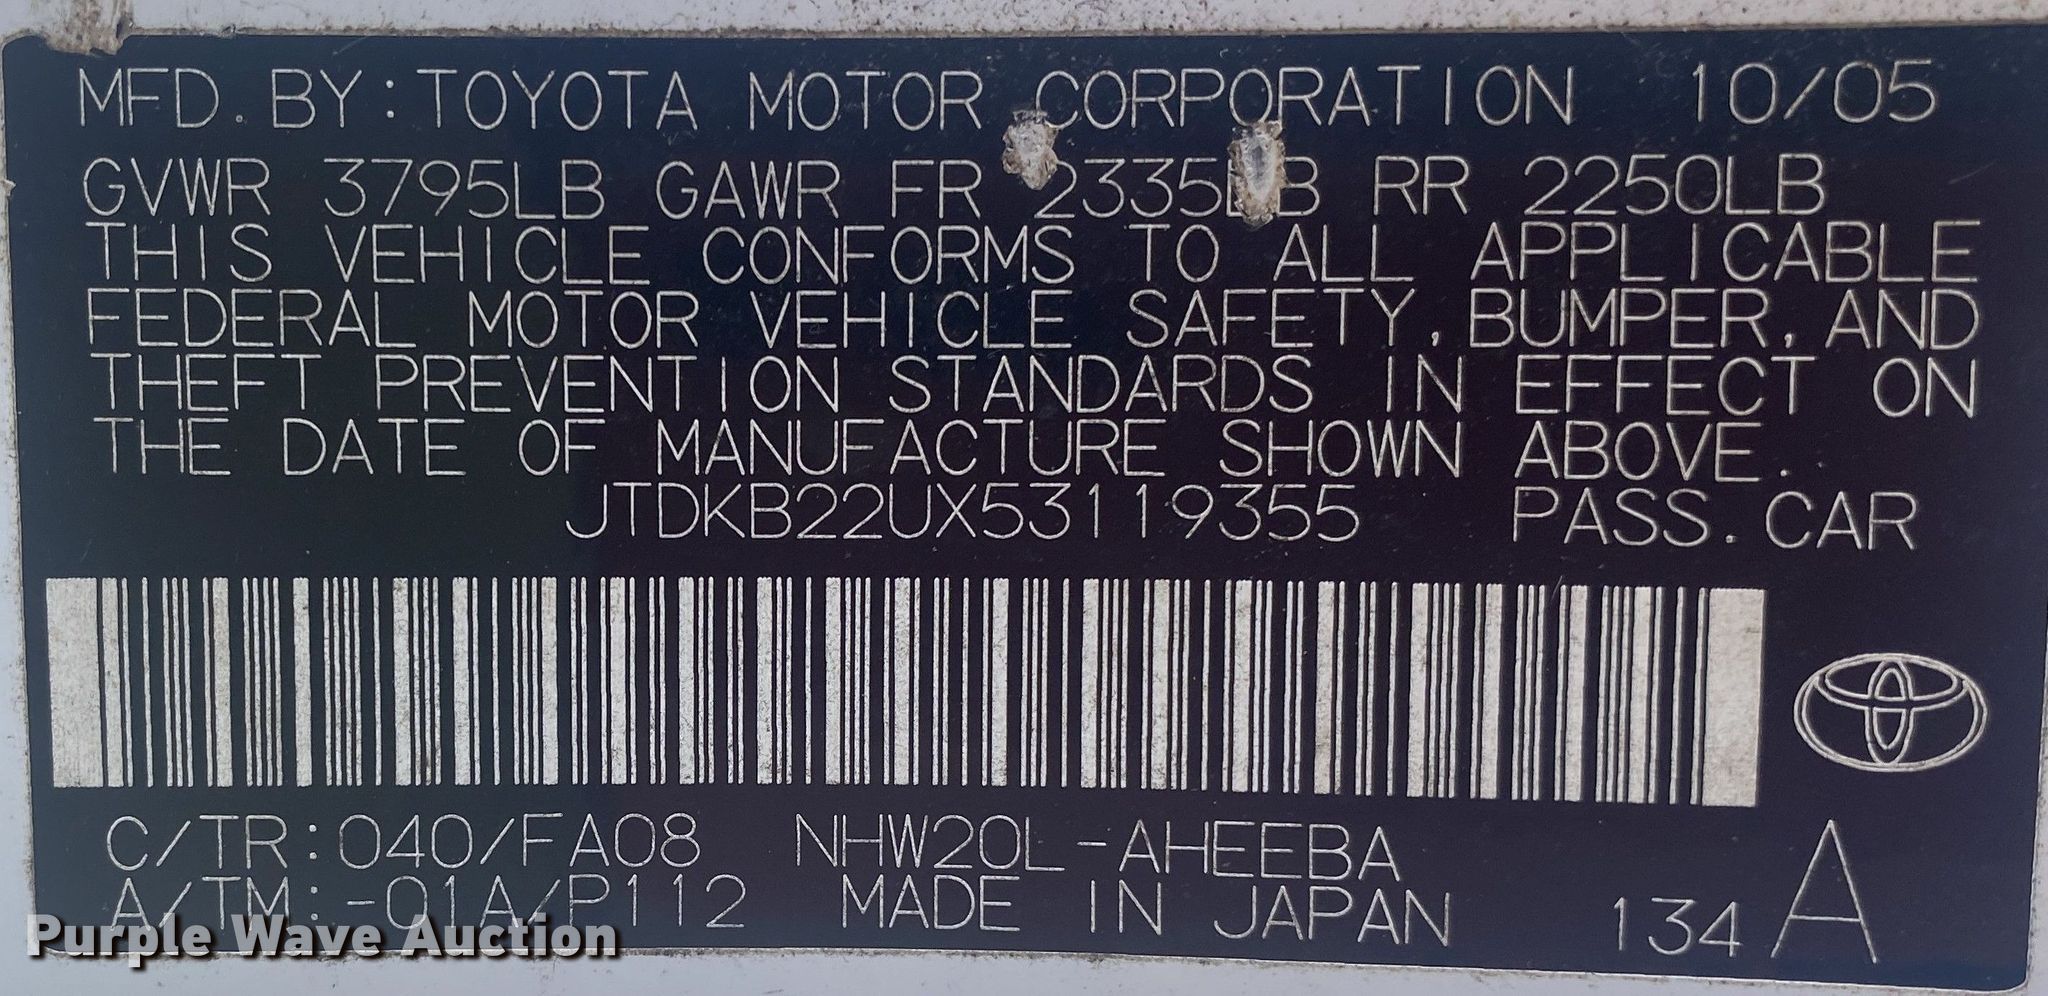 MFD. BY: TOYOTA MOTOR CORPORATION 10/05
GVWR 3795LB GAWR FR 2335LB RR 2250LB
THIS VEHICLE CONFORMS TO ALL APPLICABLE
FEDERAL MOTOR VEHICLE SAFETY, BUMPER, AND
THEFT PREVENTION STANDARDS IN EFFECT ON
THE DATE OF MANUFACTURE SHOWN ABOVE.
JTDKB22UX53119355 PASS. CAR
C/TR: 040/FA08 NHW20L-AHEEBA
A/TM: -01A/P112 MADE IN JAPAN 134 A
Purple Wave Auction